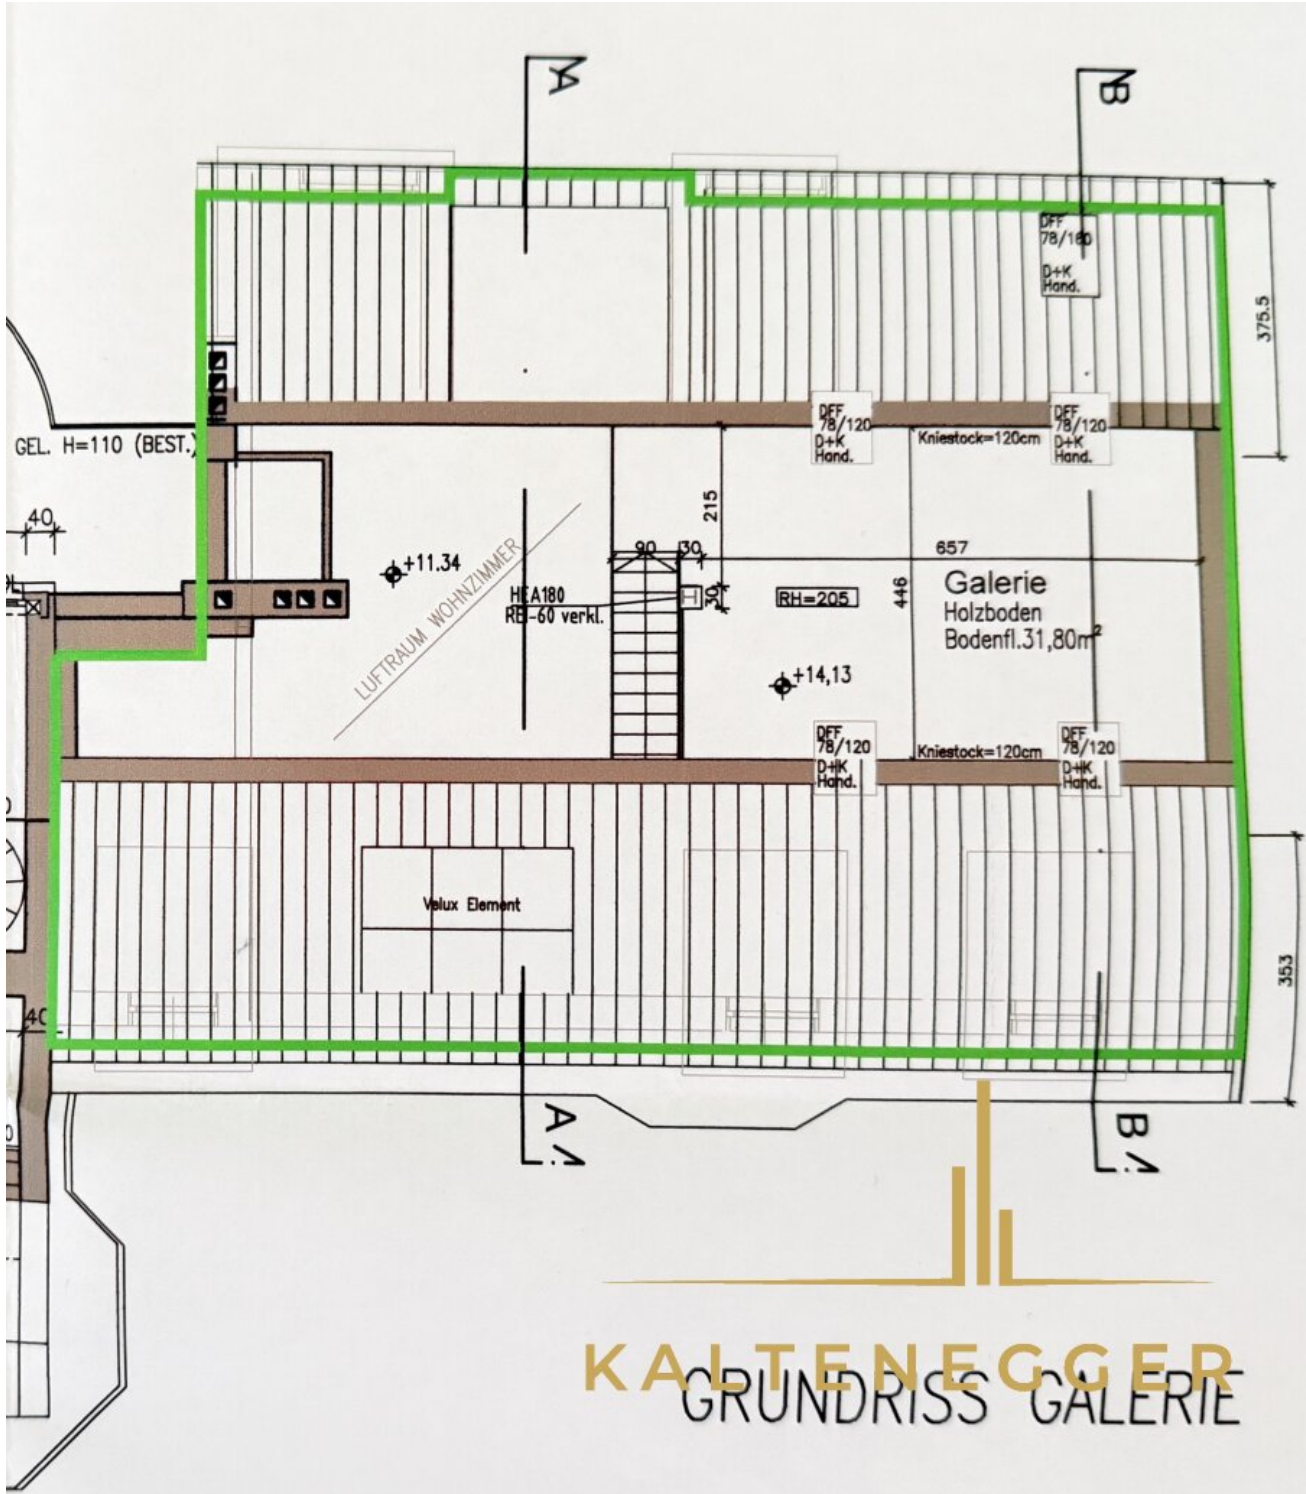 A
B
DFF
78/160
D+K
Hand.
375.5
GEL. H=110 (BEST.)
DFF
78/120
D+K
Hand.
Kniestock=120cm
DFF
78/120
D+K
Hand.
40
215
90
30
657
+11.34
LUFTRAUM WOHNZIMMER
HEA180
REI-60 verkl.
30
RH=205
446
Galerie
Holzboden
Bodenfl.31,80m²
+14,13
DFF
78/120
D+K
Hand.
Kniestock=120cm
DFF
78/120
D+K
Hand.
Velux Element
353
40
A
B
KALTENEGGER
GRUNDRISS GALERIE